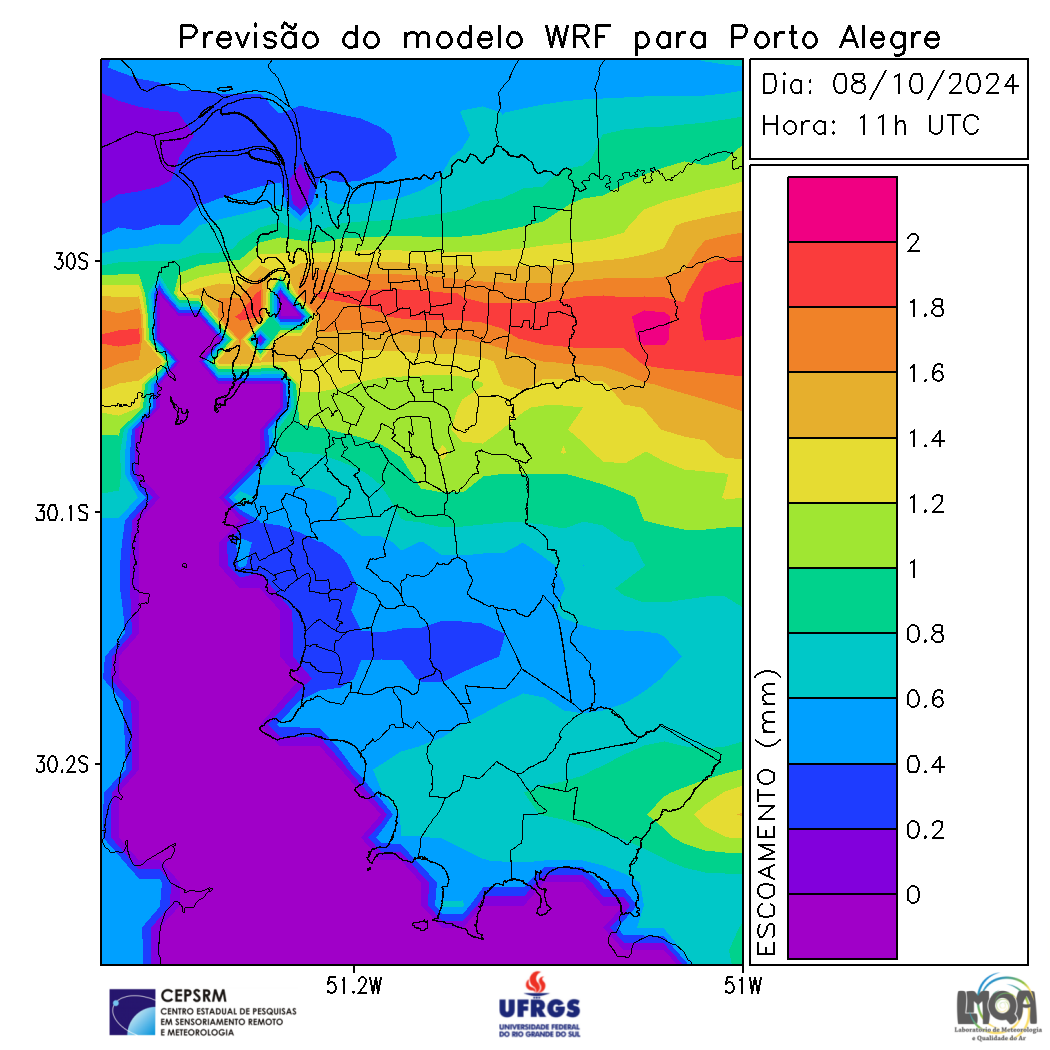 Previsão do modelo WRF para Porto Alegre
Dia: 08/10/2024
Hora: 11h UTC
30S
30.1S
30.2S
51.2W
51W
ESCOAMENTO (mm)
2
1.8
1.6
1.4
1.2
1
0.8
0.6
0.4
0.2
0
CEPSRM
CENTRO ESTADUAL DE PESQUISAS
EM SENSORIAMENTO REMOTO
E METEOROLOGIA
UFRGS
UNIVERSIDADE FEDERAL
DO RIO GRANDE DO SUL
LMQA
Laboratório de Meteorologia
e Qualidade do Ar